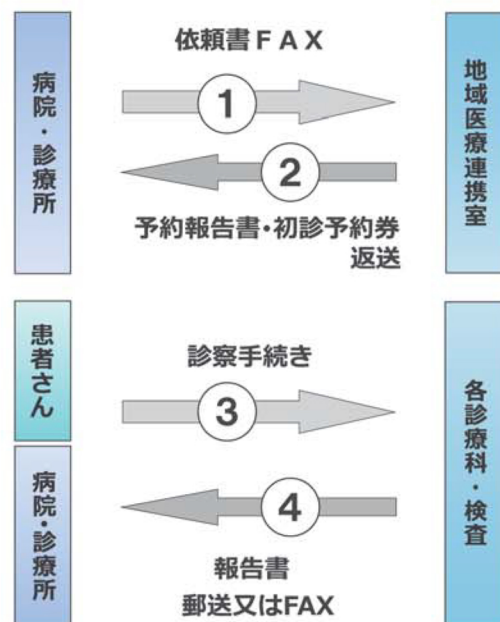 依頼書ＦＡＸ
病院・診療所
1
地域医療連携室
2
予約報告書・初診予約券
返送
患者さん
診察手続き
3
各診療科・検査
病院・診療所
4
報告書
郵送又はFAX